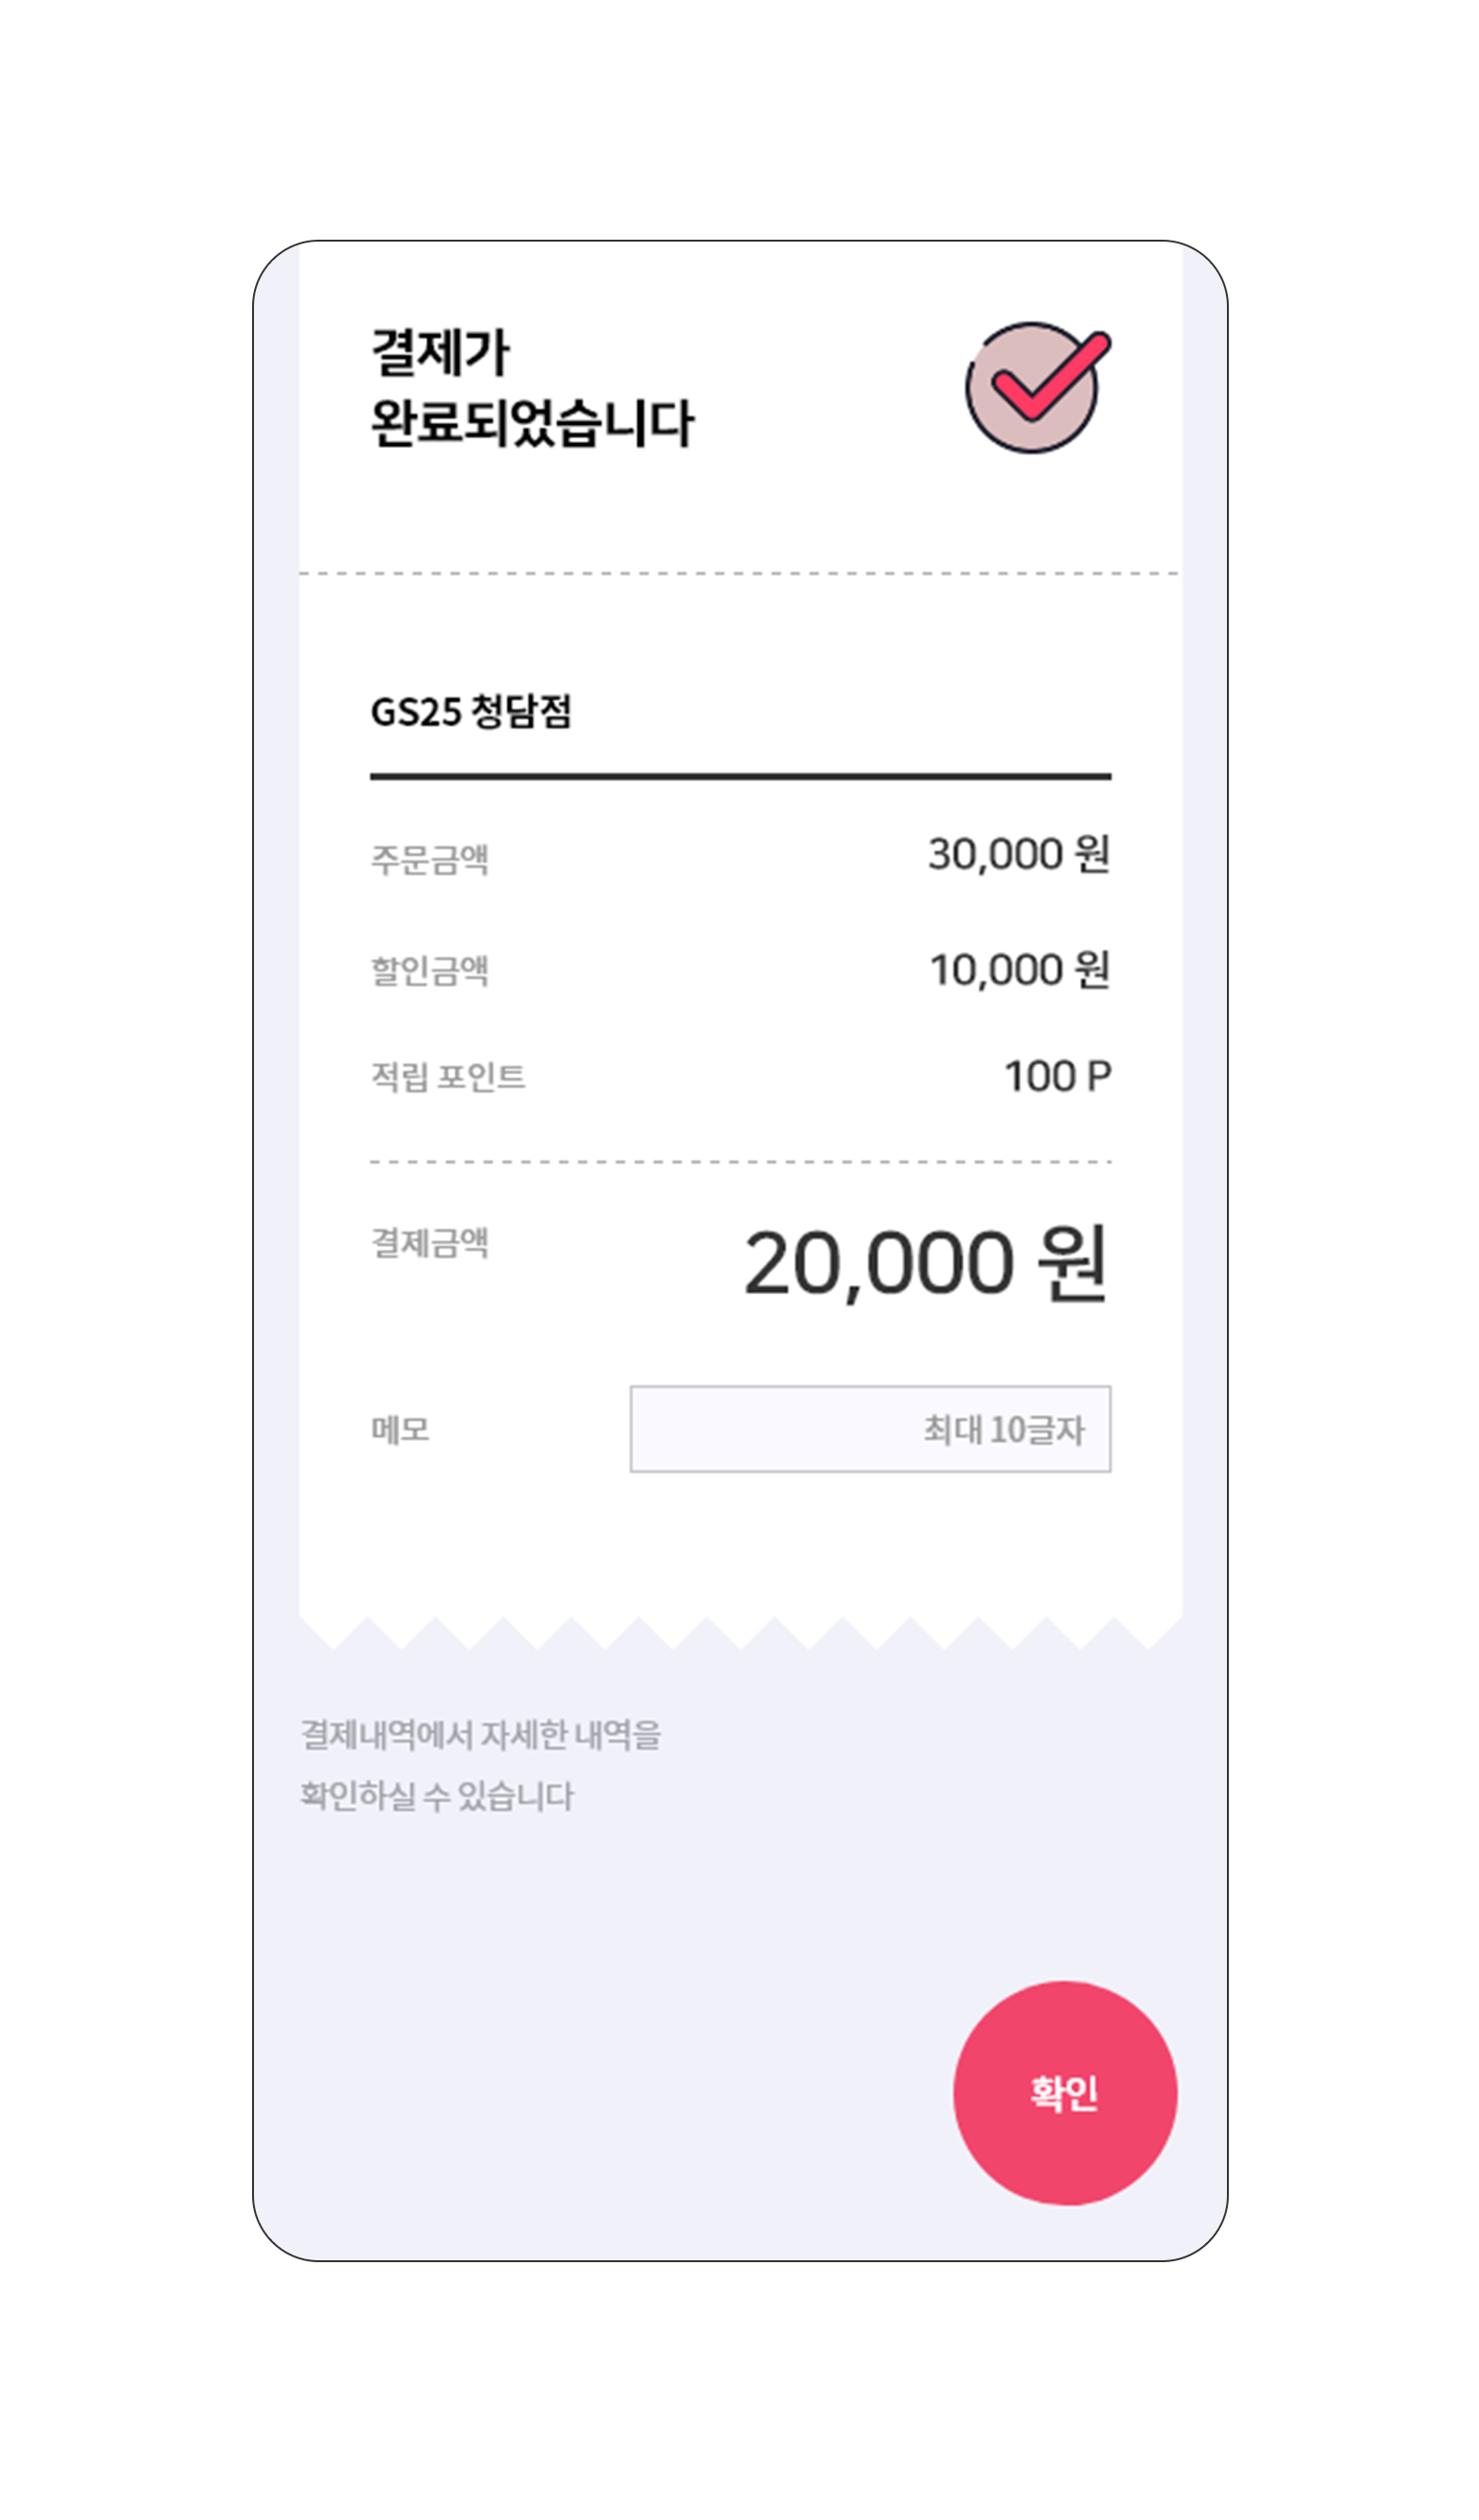 결제가
완료되었습니다
GS25 청담점
주문금액 30,000 원
할인금액 10,000 원
적립 포인트 100 P
결제금액 20,000 원
메모 최대 10글자
결제내역에서 자세한 내역을
확인하실 수 있습니다
확인